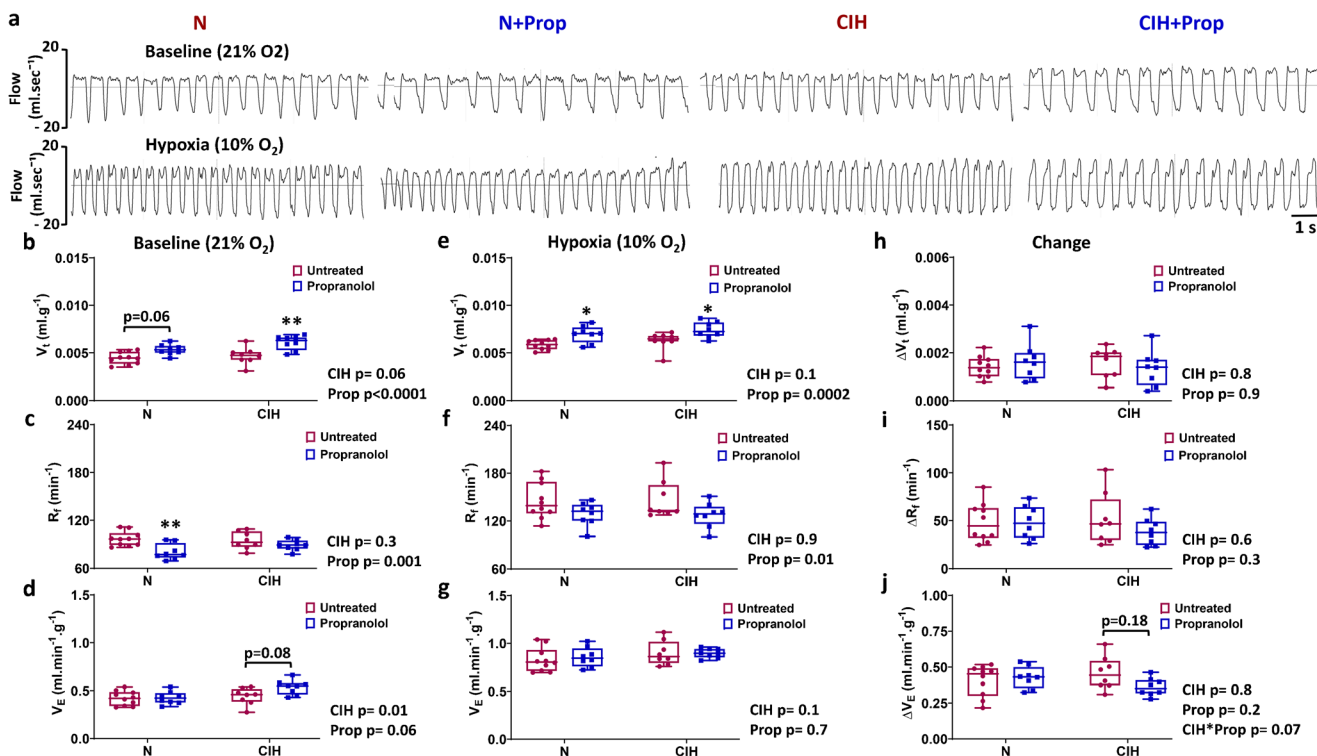 a
N N+Prop CIH CIH+Prop
Baseline (21% O2)
20
Flow
(ml.sec⁻¹)
- 20
Hypoxia (10% O₂)
20
Flow
(ml.sec⁻¹)
- 20
1 s
b Baseline (21% O₂)
0.015
0.010
0.005
0.000
Vt (ml.g⁻¹)
Untreated
Propranolol
p=0.06
**
CIH p= 0.06
Prop p<0.0001
N CIH
c
240
180
120
60
Rf (min⁻¹)
Untreated
Propranolol
**
CIH p= 0.3
Prop p= 0.001
N CIH
d
1.5
1.0
0.5
0.0
VE (ml.min⁻¹.g⁻¹)
Untreated
Propranolol
p=0.08
CIH p= 0.01
Prop p= 0.06
N CIH
e Hypoxia (10% O₂)
0.015
0.010
0.005
0.000
Vt (ml.g⁻¹)
Untreated
Propranolol
* *
CIH p= 0.1
Prop p= 0.0002
N CIH
f
240
180
120
60
Rf (min⁻¹)
Untreated
Propranolol
CIH p= 0.9
Prop p= 0.01
N CIH
g
1.5
1.0
0.5
0.0
VE (ml.min⁻¹.g⁻¹)
Untreated
Propranolol
CIH p= 0.1
Prop p= 0.7
N CIH
h Change
0.006
0.004
0.002
0.000
ΔVt (ml.g⁻¹)
Untreated
Propranolol
CIH p= 0.8
Prop p= 0.9
N CIH
i
150
100
50
0
ΔRf (min⁻¹)
Untreated
Propranolol
CIH p= 0.6
Prop p= 0.3
N CIH
j
1.00
0.75
0.50
0.25
0.00
ΔVE (ml.min⁻¹.g⁻¹)
Untreated
Propranolol
p=0.18
CIH p= 0.8
Prop p= 0.2
CIH*Prop p= 0.07
N CIH